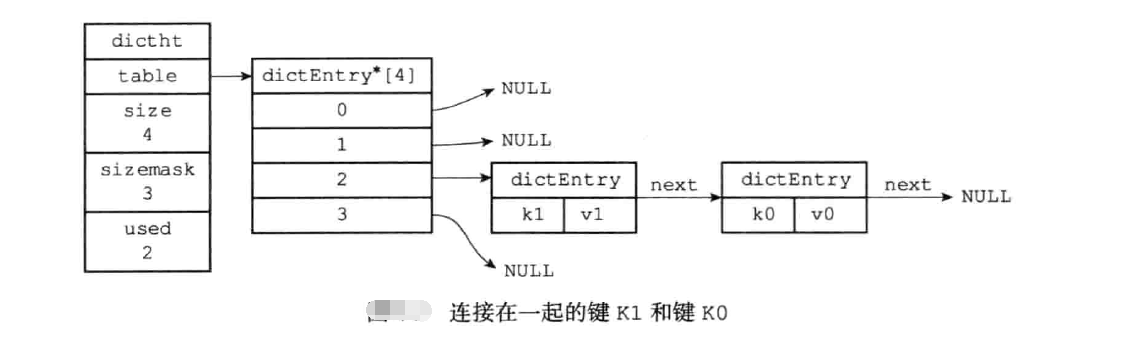 dictht
table
size
4
sizemask
3
used
2
dictEntry*[4]
0
1
2
3
NULL
NULL
dictEntry
k1 v1
next
dictEntry
k0 v0
next
NULL
NULL
连接在一起的键 K1 和键 K0